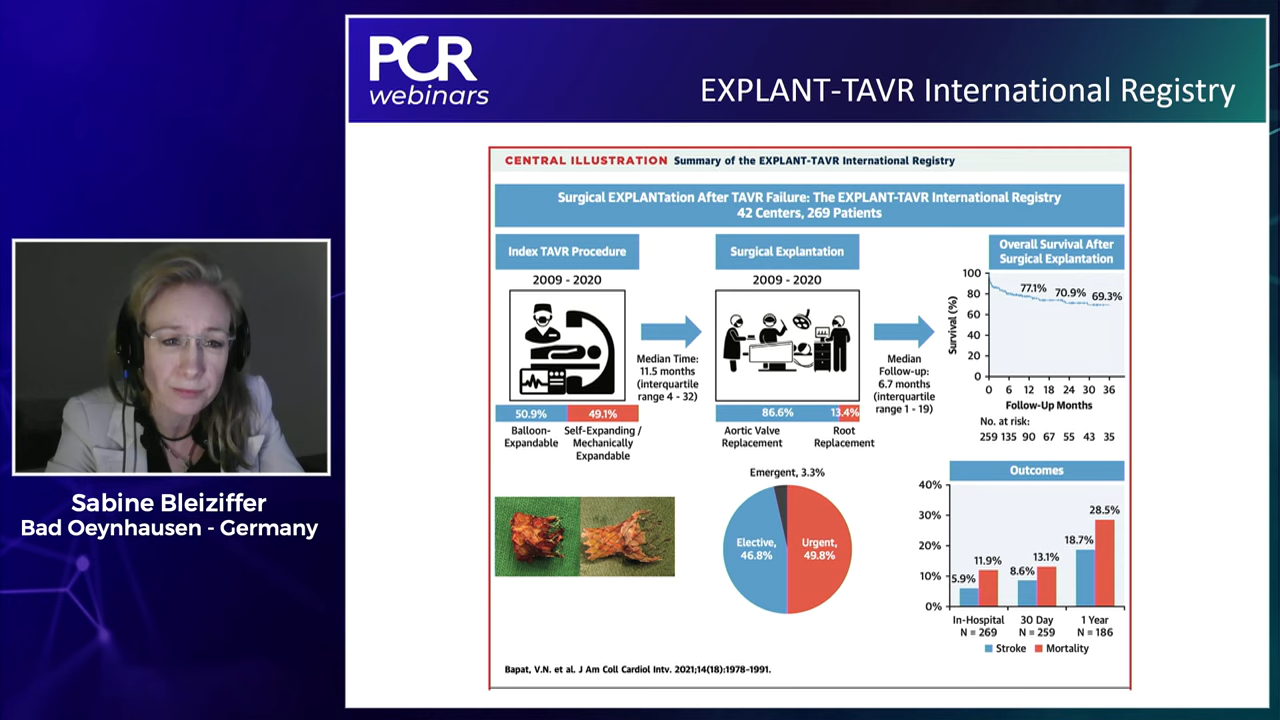 PCR
webinars
EXPLANT-TAVR International Registry
CENTRAL ILLUSTRATION Summary of the EXPLANT-TAVR International Registry
Surgical EXPLANTation After TAVR Failure: The EXPLANT-TAVR International Registry
42 Centers, 269 Patients
Index TAVR Procedure
2009 - 2020
50.9%
49.1%
Balloon-
Expandable
Self-Expanding /
Mechanically
Expandable
Median Time:
11.5 months
(interquartile
range 4 - 32)
Surgical Explantation
2009 - 2020
86.6%
13.4%
Aortic Valve
Replacement
Root
Replacement
Median
Follow-up:
6.7 months
(interquartile
range 1 - 19)
Overall Survival After
Surgical Explantation
Survival (%)
100
80
60
40
20
0
77.1%
70.9%
69.3%
0 6 12 18 24 30 36
Follow-Up Months
No. at risk:
259 135 90 67 55 43 35
Emergent, 3.3%
Elective,
46.8%
Urgent,
49.8%
Outcomes
40%
30%
20%
10%
0%
5.9%
11.9%
8.6%
13.1%
18.7%
28.5%
In-Hospital
N = 269
30 Day
N = 259
1 Year
N = 186
Stroke Mortality
Bapat, V.N. et al. J Am Coll Cardiol Intv. 2021;14(18):1978-1991.
Sabine Bleiziffer
Bad Oeynhausen - Germany